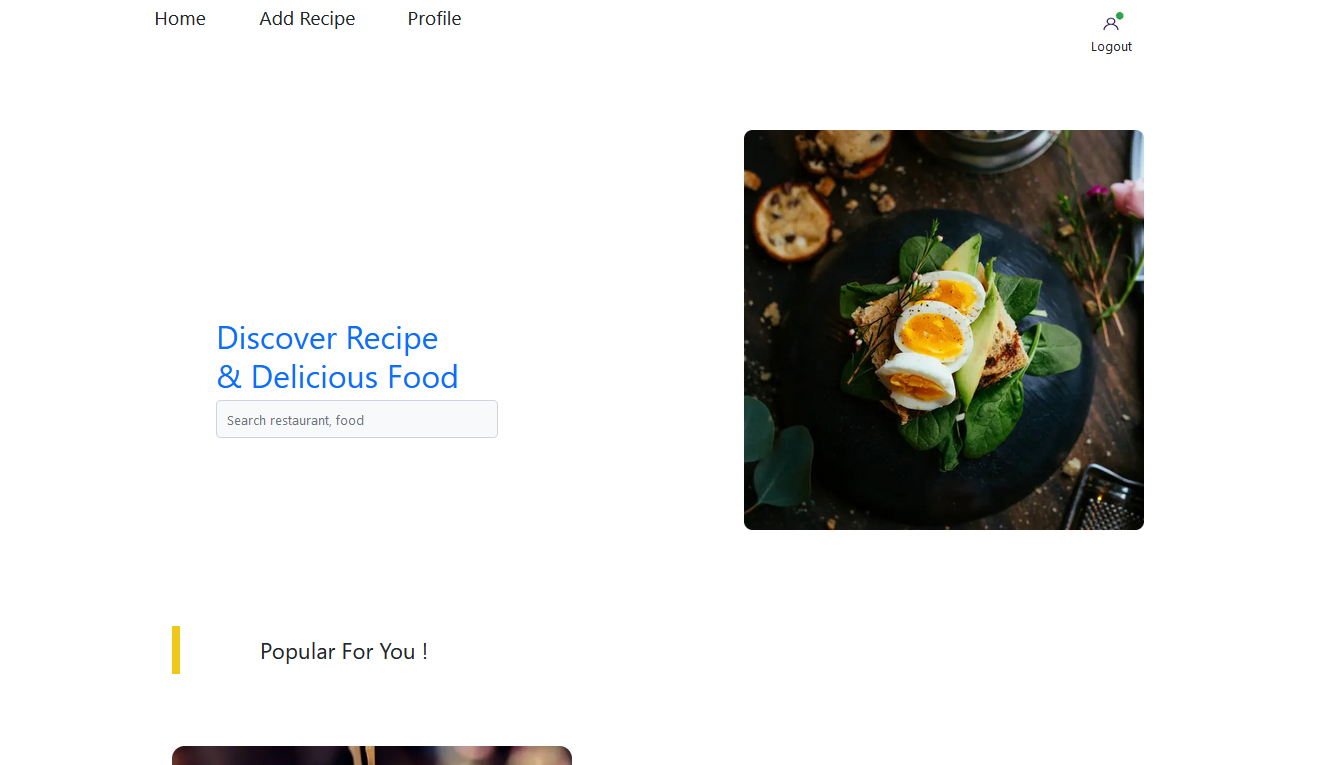 Home
Add Recipe
Profile
Logout
Discover Recipe
& Delicious Food
Search restaurant, food
Popular For You !